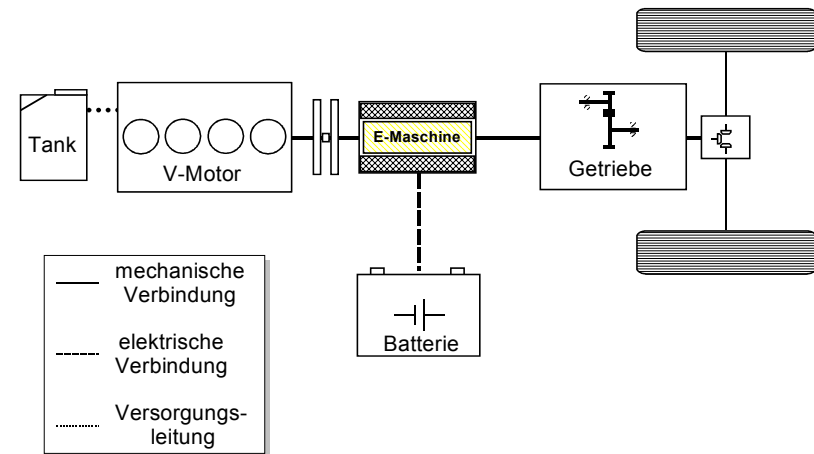 Tank
V-Motor
E-Maschine
Getriebe
Batterie
mechanische
Verbindung
elektrische
Verbindung
Versorgungs-
leitung